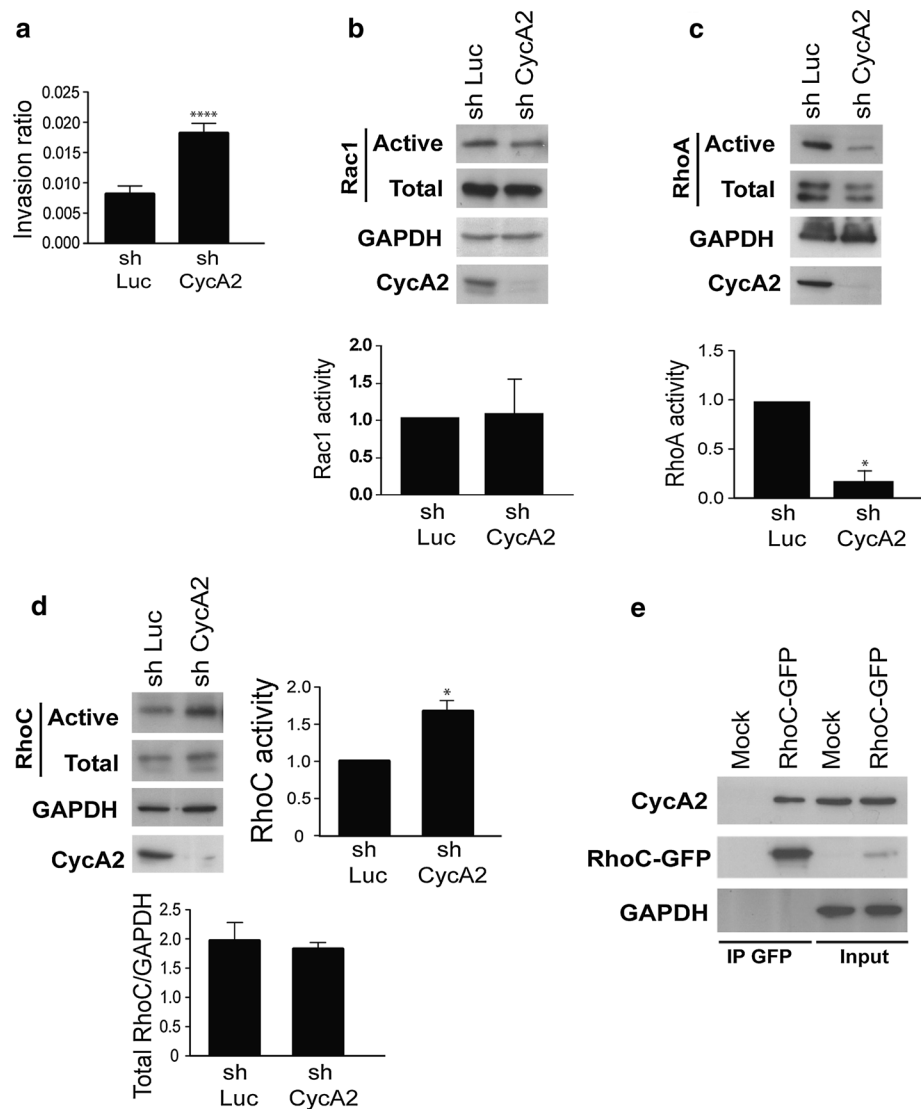 a
Invasion ratio
0.025
0.020
0.015
0.010
0.005
0.000
****
sh
Luc
sh
CycA2
b
sh Luc
sh CycA2
Rac1
Active
Total
GAPDH
CycA2
Rac1 activity
2.0
1.5
1.0
0.5
0.0
sh
Luc
sh
CycA2
c
sh Luc
sh CycA2
RhoA
Active
Total
GAPDH
CycA2
RhoA activity
1.5
1.0
0.5
0.0
*
sh
Luc
sh
CycA2
d
sh Luc
sh CycA2
RhoC
Active
Total
GAPDH
CycA2
RhoC activity
2.0
1.5
1.0
0.5
0
*
sh
Luc
sh
CycA2
Total RhoC/GAPDH
2.5
2.0
1.5
1.0
0.5
0
sh
Luc
sh
CycA2
e
Mock
RhoC-GFP
Mock
RhoC-GFP
CycA2
RhoC-GFP
GAPDH
IP GFP
Input